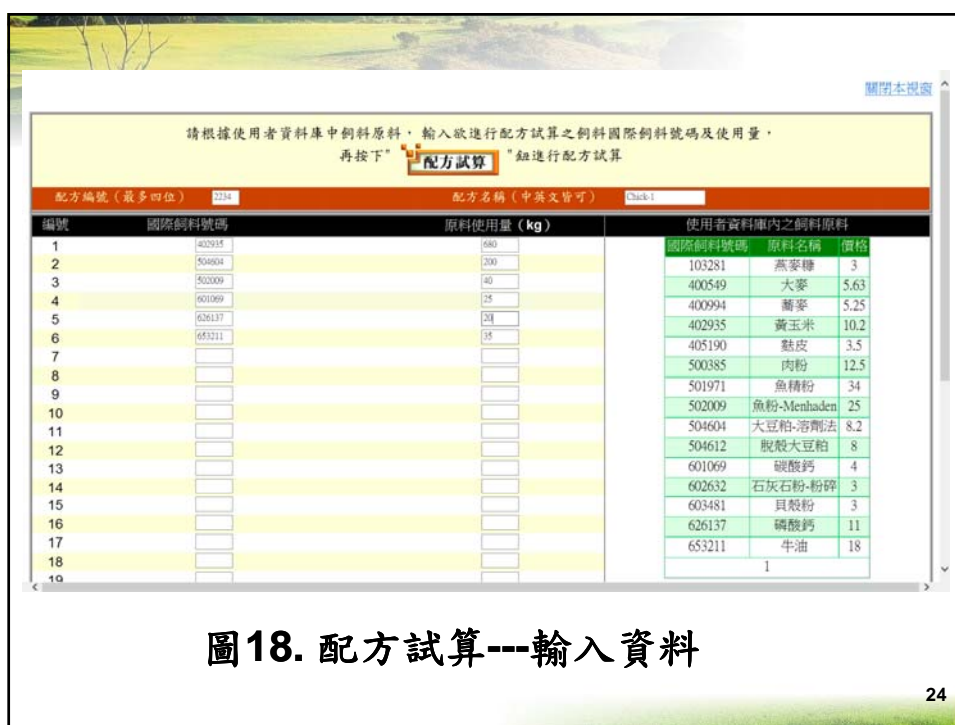 關閉本視窗
請根據使用者資料庫中飼料原料，輸入欲進行配方試算之飼料國際飼料號碼及使用量，
再按下" 配方試算 "鈕進行配方試算
配方編號（最多四位） 2234 配方名稱（中英文皆可） Chick-1
編號 國際飼料號碼 原料使用量（kg） 使用者資料庫內之飼料原料
1 402935 680
2 504604 200
3 502009 40
4 601069 25
5 626137 20
6 653211 35
7
8
9
10
11
12
13
14
15
16
17
18
19
國際飼料號碼 原料名稱 價格
103281 燕麥糠 3
400549 大麥 5.63
400994 蕎麥 5.25
402935 黃玉米 10.2
405190 麩皮 3.5
500385 肉粉 12.5
501971 魚精粉 34
502009 魚粉-Menhaden 25
504604 大豆粕-溶劑法 8.2
504612 脫殼大豆粕 8
601069 碳酸鈣 4
602632 石灰石粉-粉碎 3
603481 貝殼粉 3
626137 磷酸鈣 11
653211 牛油 18
1
圖18. 配方試算---輸入資料
24